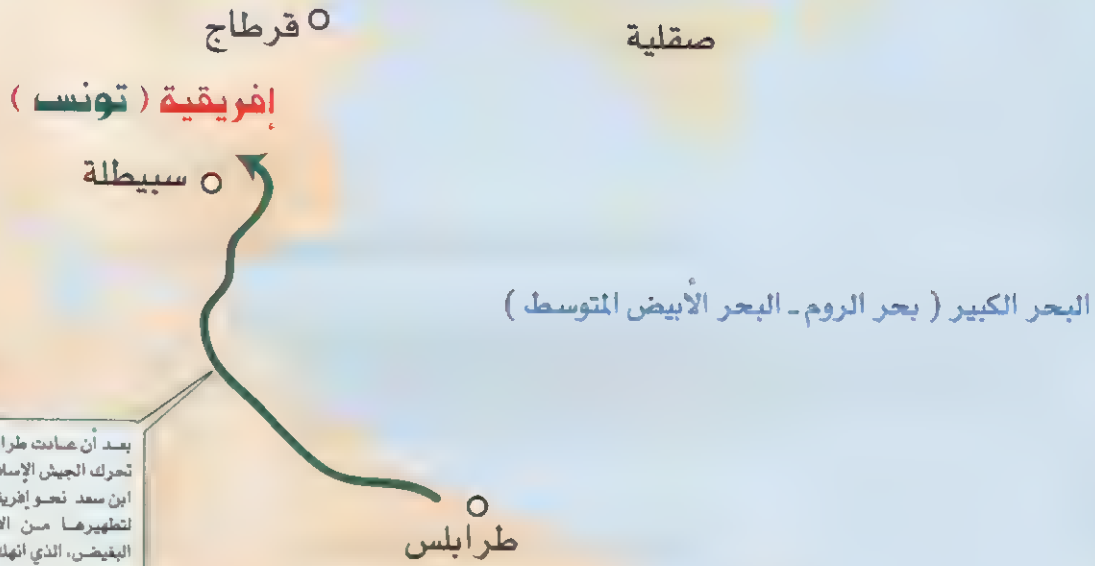 قرطاج
صقلية
إفريقية ( تونس )
سبيطلة
البحر الكبير ( بحر الروم ـ البحر الأبيض المتوسط )
بعد أن عادت طرا
تحرك الجيش الإسلا
ابن سعد نحو إفريق
لتطهيرها من الا
البغيض، الذي انهك
طرابلس